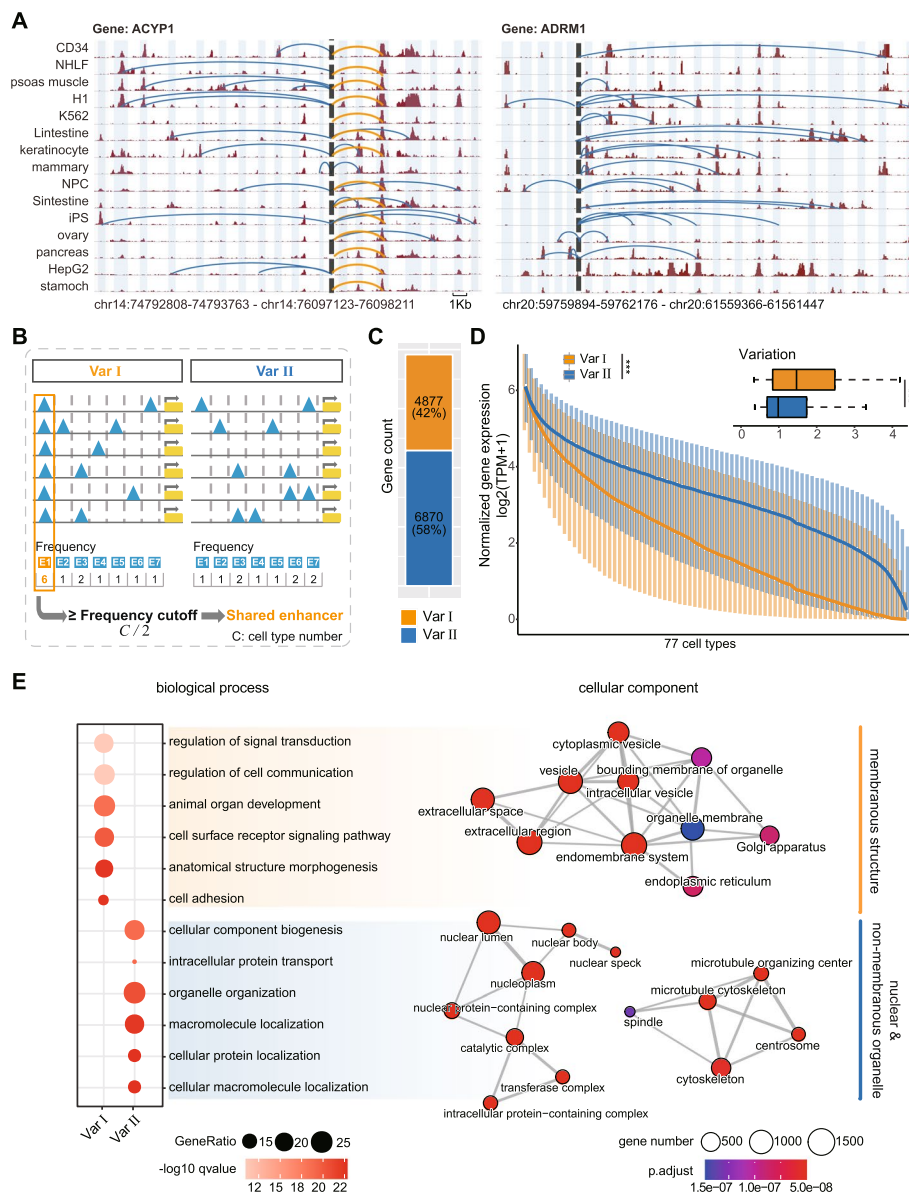 A
Gene: ACYP1
Gene: ADRM1
CD34
NHLF
psoas muscle
H1
K562
Lintestine
keratinocyte
mammary
NPC
Sintestine
iPS
ovary
pancreas
HepG2
stamoch
chr14:74792808-74793763 - chr14:76097123-76098211
1Kb
chr20:59759894-59762176 - chr20:61559366-61561447
B
Var I
Var II
Frequency
E1 E2 E3 E4 E5 E6 E7
6 1 2 1 1 1 1
Frequency
E1 E2 E3 E4 E5 E6 E7
1 1 2 1 1 2 2
≥ Frequency cutoff
C / 2
Shared enhancer
C: cell type number
C
Gene count
4877
(42%)
6870
(58%)
Var I
Var II
D
Normalized gene expression
log2(TPM+1)
6
4
2
0
Var I
Var II
***
Variation
0 1 2 3 4
77 cell types
E
biological process
cellular component
regulation of signal transduction
regulation of cell communication
animal organ development
cell surface receptor signaling pathway
anatomical structure morphogenesis
cell adhesion
cellular component biogenesis
intracellular protein transport
organelle organization
macromolecule localization
cellular protein localization
cellular macromolecule localization
Var I
Var II
GeneRatio
15 20 25
-log10 qvalue
12 14 16 18 20 22
cytoplasmic vesicle
vesicle
bounding membrane of organelle
intracellular vesicle
extracellular space
organelle membrane
extracellular region
Golgi apparatus
endomembrane system
endoplasmic reticulum
membranous structure
nuclear lumen
nuclear body
nuclear speck
nucleoplasm
nuclear protein-containing complex
catalytic complex
transferase complex
intracellular protein-containing complex
microtubule organizing center
microtubule cytoskeleton
spindle
centrosome
cytoskeleton
nuclear &
non-membranous organelle
gene number
500 1000 1500
p.adjust
1.5e-07 1.0e-07 5.0e-08